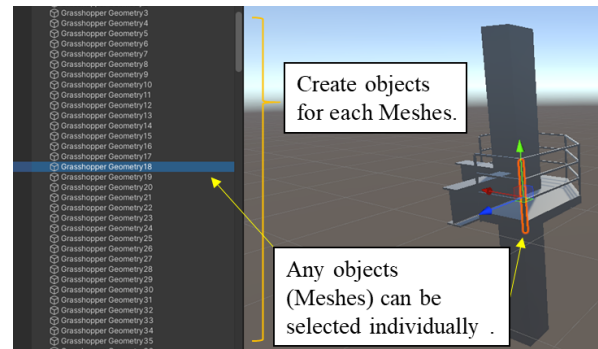 Grasshopper Geometry3
Grasshopper Geometry4
Grasshopper Geometry5
Grasshopper Geometry6
Grasshopper Geometry7
Grasshopper Geometry8
Grasshopper Geometry9
Grasshopper Geometry10
Grasshopper Geometry11
Grasshopper Geometry12
Grasshopper Geometry13
Grasshopper Geometry14
Grasshopper Geometry15
Grasshopper Geometry16
Grasshopper Geometry17
Grasshopper Geometry18
Grasshopper Geometry19
Grasshopper Geometry20
Grasshopper Geometry21
Grasshopper Geometry22
Grasshopper Geometry23
Grasshopper Geometry24
Grasshopper Geometry25
Grasshopper Geometry26
Grasshopper Geometry27
Grasshopper Geometry28
Grasshopper Geometry29
Grasshopper Geometry30
Grasshopper Geometry31
Grasshopper Geometry32
Grasshopper Geometry33
Grasshopper Geometry34
Grasshopper Geometry35
Create objects
for each Meshes.
Any objects
(Meshes) can be
selected individually .